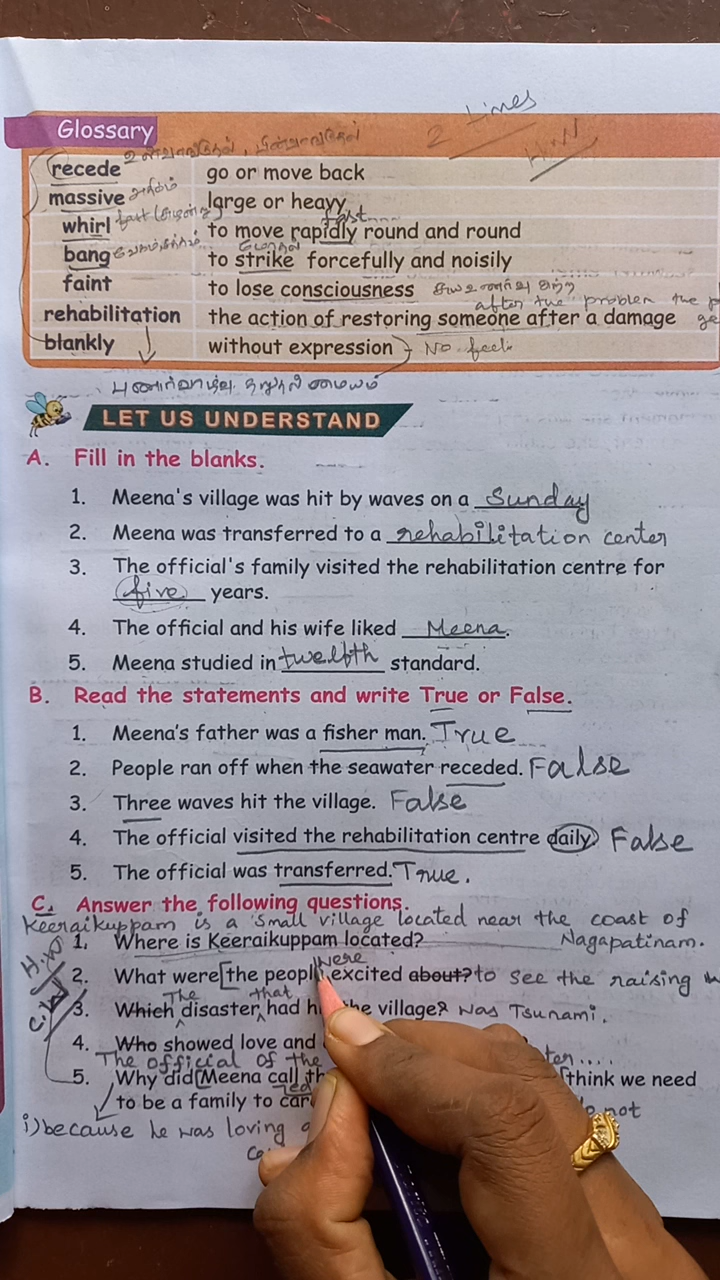 2 Lines
H.W
Glossary
recede go or move back
massive அதிகம் large or heavy
fast
whirl fast to move rapidly round and round
bang to strike forcefully and noisily
faint to lose consciousness
after the problem the
rehabilitation the action of restoring someone after a damage
blankly without expression No feeli
LET US UNDERSTAND
A. Fill in the blanks.
1. Meena's village was hit by waves on a Sunday
2. Meena was transferred to a rehabilitation center
3. The official's family visited the rehabilitation centre for
five years.
4. The official and his wife liked Meena.
5. Meena studied in twelfth standard.
B. Read the statements and write True or False.
1. Meena's father was a fisher man. True
2. People ran off when the seawater receded. False
3. Three waves hit the village. False
4. The official visited the rehabilitation centre daily. False
5. The official was transferred. True.
C. Answer the following questions.
Keeraikuppam is a small village located near the coast of
H.W 1. Where is Keeraikuppam located? Nagapatinam.
were
2. What were [the people excited about? to see the raising
The that
C.W 3. Which disaster had the village? was Tsunami.
4. Who showed love and
The official of the
5. Why did [Meena call think we need
to be a family to not
i) because he was loving